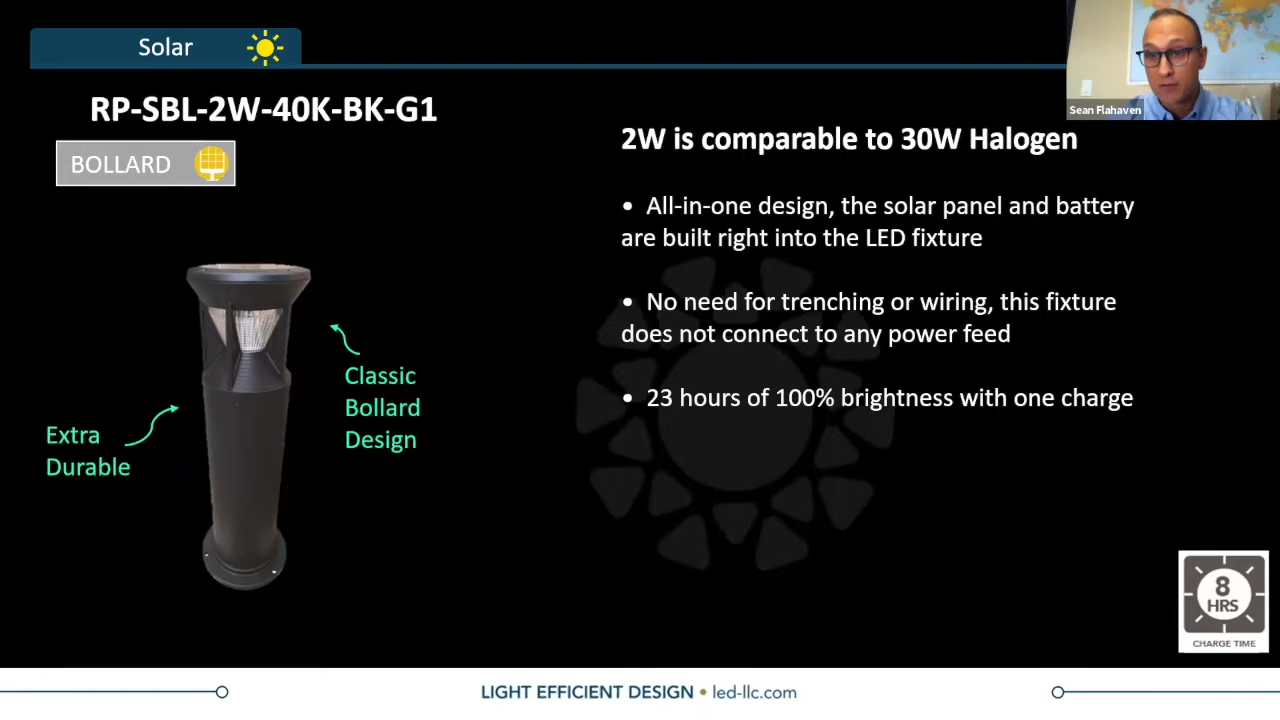 Solar
RP-SBL-2W-40K-BK-G1
BOLLARD
Extra
Durable
Classic
Bollard
Design
Sean Flahaven
2W is comparable to 30W Halogen
• All-in-one design, the solar panel and battery
are built right into the LED fixture
• No need for trenching or wiring, this fixture
does not connect to any power feed
• 23 hours of 100% brightness with one charge
8
HRS
CHARGE TIME
LIGHT EFFICIENT DESIGN • led-llc.com